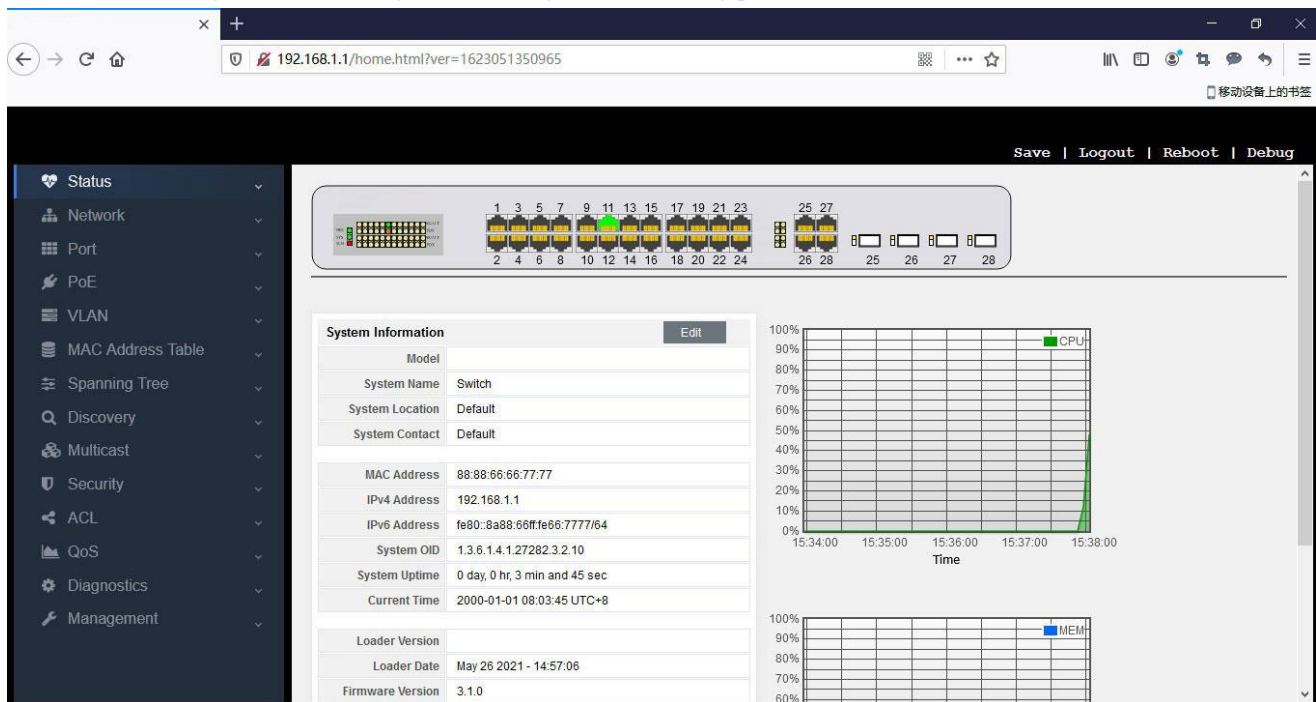 192.168.1.1/home.html?ver=1623051350965
移动设备上的书签
Save | Logout | Reboot | Debug
Status
Network
Port
PoE
VLAN
MAC Address Table
Spanning Tree
Discovery
Multicast
Security
ACL
QoS
Diagnostics
Management
1 3 5 7 9 11 13 15 17 19 21 23 25 27
2 4 6 8 10 12 14 16 18 20 22 24 26 28 25 26 27 28
System Information Edit
Model
System Name Switch
System Location Default
System Contact Default
MAC Address 88:88:66:66:77:77
IPv4 Address 192.168.1.1
IPv6 Address fe80::8a88:66ff:fe66:7777/64
System OID 1.3.6.1.4.1.27282.3.2.10
System Uptime 0 day, 0 hr, 3 min and 45 sec
Current Time 2000-01-01 08:03:45 UTC+8
Loader Version
Loader Date May 26 2021 - 14:57:06
Firmware Version 3.1.0
CPU
100%
90%
80%
70%
60%
50%
40%
30%
20%
10%
0%
15:34:00 15:35:00 15:36:00 15:37:00 15:38:00
Time
MEM
100%
90%
80%
70%
60%